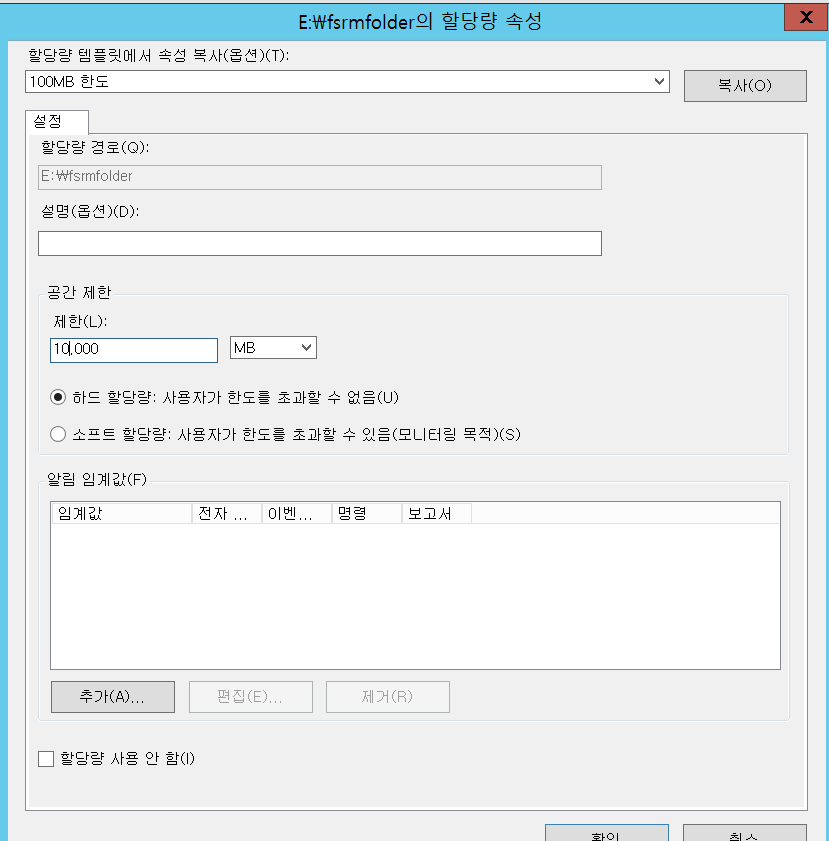 E:₩fsrmfolder의 할당량 속성
X
할당량 템플릿에서 속성 복사(옵션)(T):
100MB 한도
복사(O)
설정
할당량 경로(Q):
E:₩fsrmfolder
설명(옵션)(D):
공간 제한
제한(L):
10,000 MB
하드 할당량: 사용자가 한도를 초과할 수 없음(U)
소프트 할당량: 사용자가 한도를 초과할 수 있음(모니터링 목적)(S)
알림 임계값(F)
임계값 전자 ... 이벤... 명령 보고서
추가(A)... 편집(E)... 제거(R)
할당량 사용 안 함(I)
확인 취소